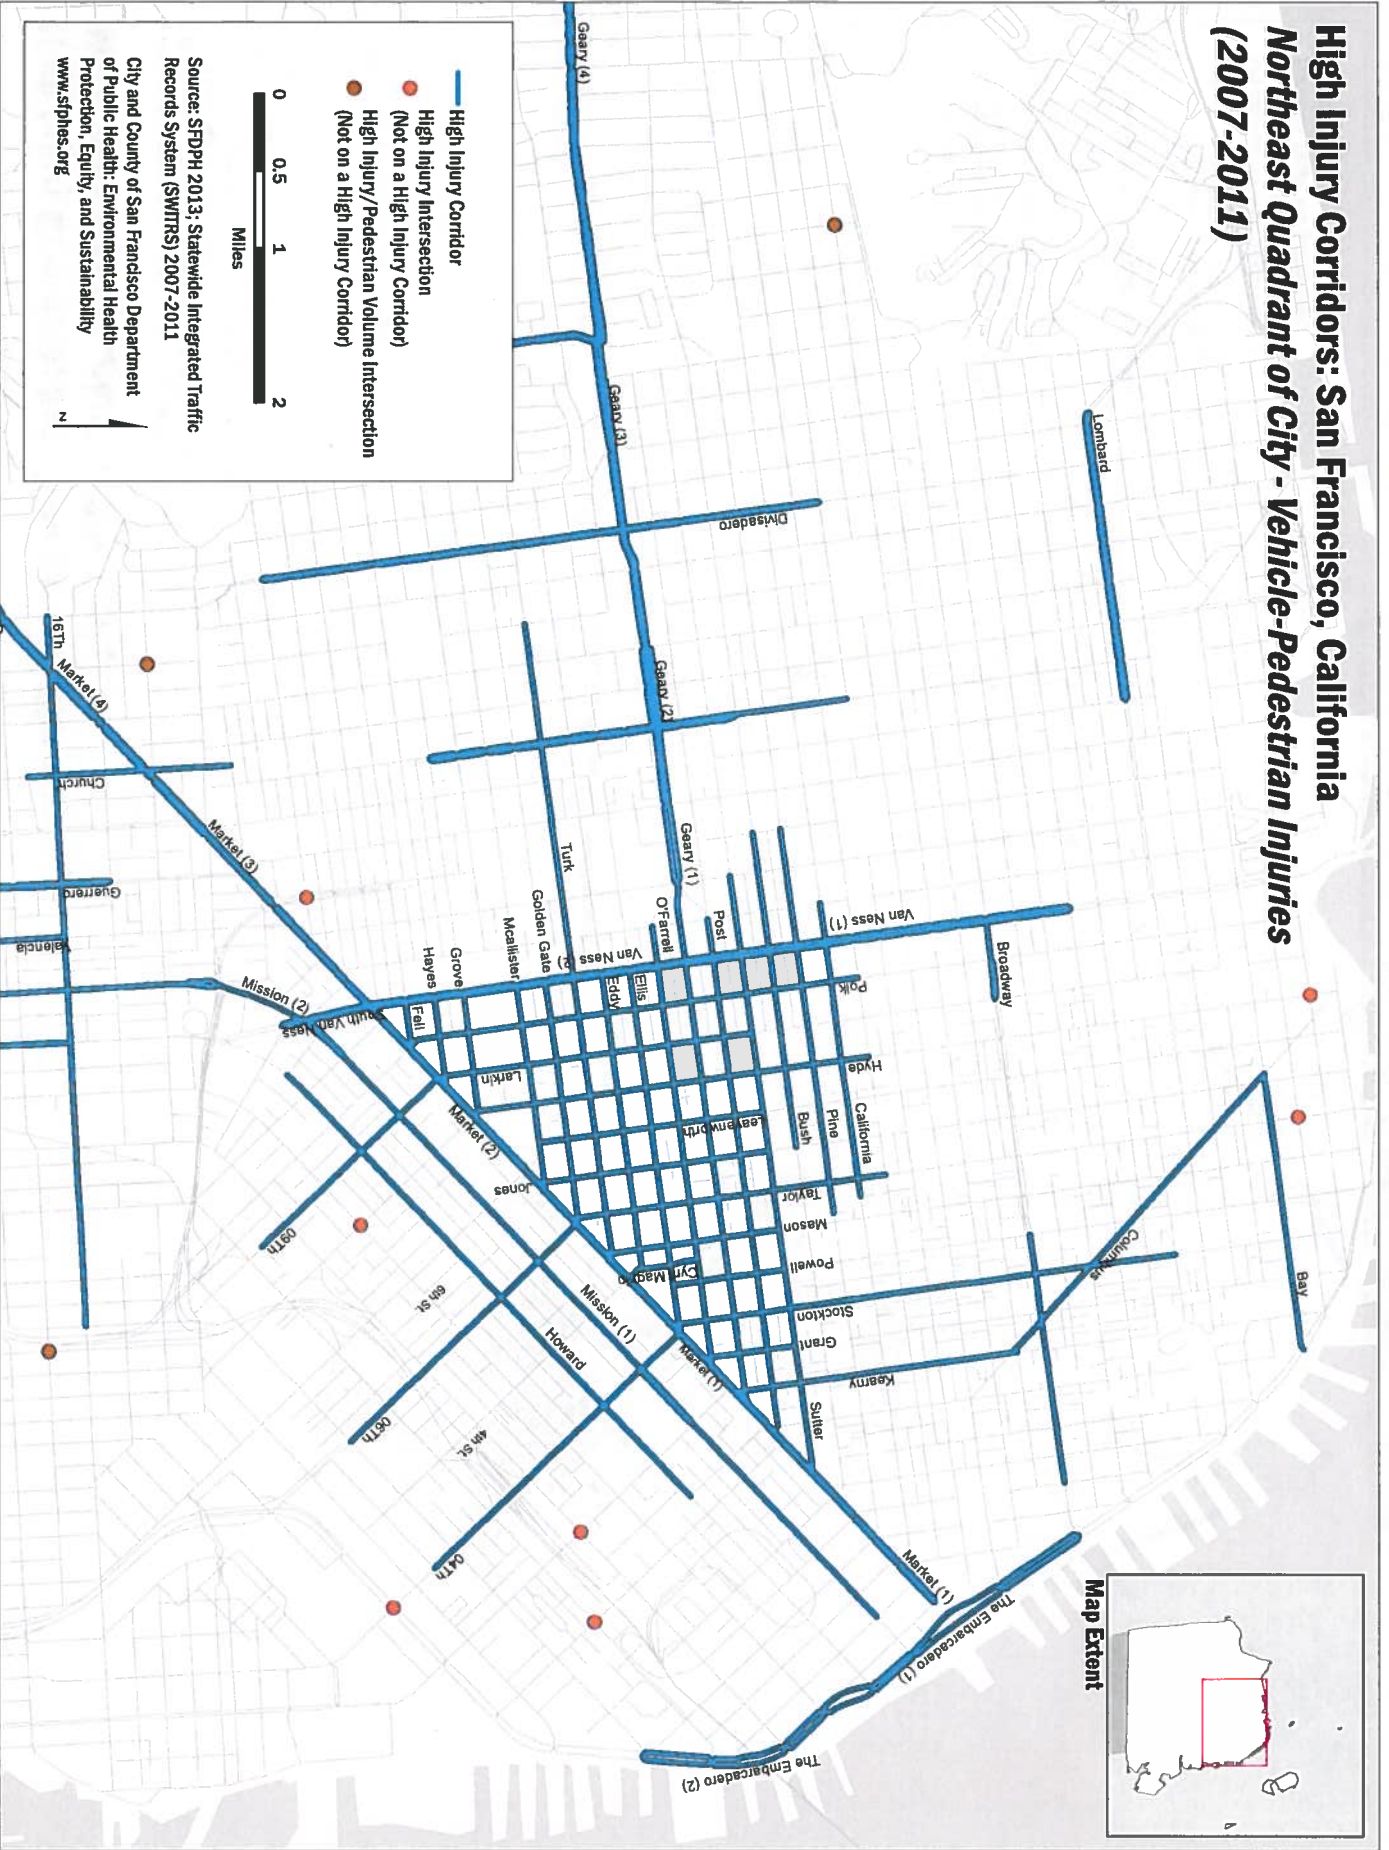 High Injury Corridors: San Francisco, California
Northeast Quadrant of City - Vehicle-Pedestrian Injuries
(2007-2011)
Map Extent
Lombard
Bay
Columbus
Broadway
Van Ness (1)
Polk
Hyde
California
Pine
Bush
Leavenworth
Taylor
Mason
Powell
Stockton
Grant
Kearny
Sutter
Market (1)
The Embarcadero (1)
The Embarcadero (2)
Divisadero
Geary (4)
Geary (3)
Geary (2)
Geary (1)
Post
O'Farrell
Van Ness (2)
Ellis
Eddy
Turk
Golden Gate
Mcallister
Grove
Hayes
Fell
Larkin
Jones
Cyril Magnin
Market (1)
Market (2)
Mission (1)
Howard
South Van Ness
Mission (2)
Market (3)
Market (4)
16Th
Church
Guerrero
Valencia
09Th
6th St.
06Th
4th St.
04Th
High Injury Corridor
High Injury Intersection
(Not on a High Injury Corridor)
High Injury/Pedestrian Volume Intersection
(Not on a High Injury Corridor)
0 0.5 1 2
Miles
Source: SFDPH 2013; Statewide Integrated Traffic
Records System (SWITRS) 2007-2011
City and County of San Francisco Department
of Public Health: Environmental Health
Protection, Equity, and Sustainability
www.sfphes.org
N